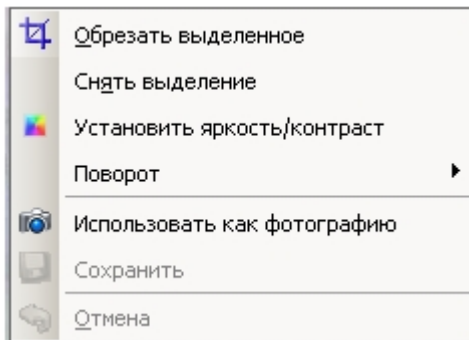 Обрезать выделенное
Снять выделение
Установить яркость/контраст
Поворот
Использовать как фотографию
Сохранить
Отмена